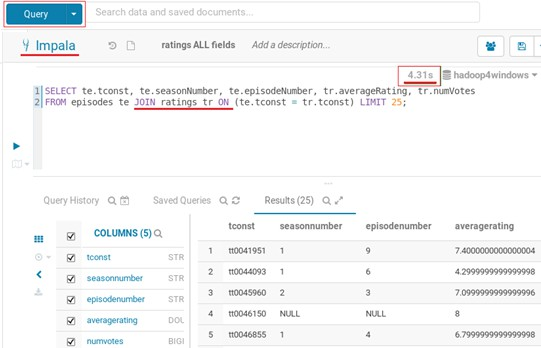 Query
Search data and saved documents...
Impala
ratings ALL fields
Add a description...
4.31s
hadoop4windows
1 SELECT te.tconst, te.seasonNumber, te.episodeNumber, tr.averageRating, tr.numVotes
2 FROM episodes te JOIN ratings tr ON (te.tconst = tr.tconst) LIMIT 25;
Query History
Saved Queries
Results (25)
COLUMNS (5)
tconst STR
seasonnumber STR
episodenumber STR
averagerating DOU
numvotes BIGI
tconst seasonnumber episodenumber averagerating
1 tt0041951 1 9 7.4000000000000004
2 tt0044093 1 6 4.2999999999999998
3 tt0045960 2 3 7.0999999999999996
4 tt0046150 NULL NULL 8
5 tt0046855 1 4 6.7999999999999998